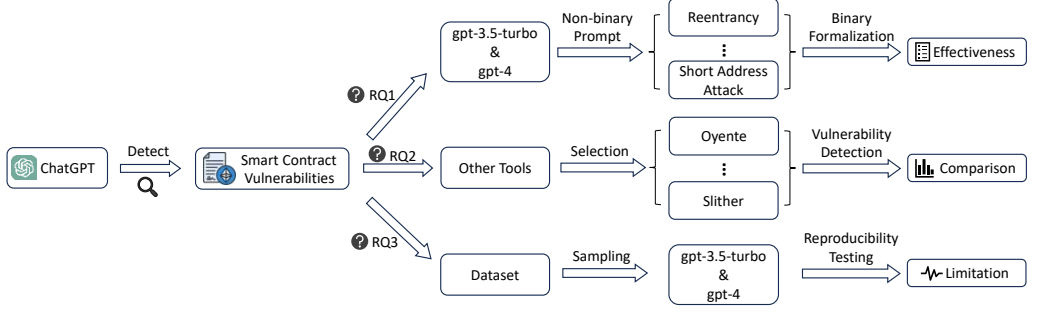 ChatGPT
Detect
Smart Contract
Vulnerabilities
? RQ1
gpt-3.5-turbo
&
gpt-4
Non-binary
Prompt
Reentrancy
⋮
Short Address
Attack
Binary
Formalization
Effectiveness
? RQ2
Other Tools
Selection
Oyente
⋮
Slither
Vulnerability
Detection
Comparison
? RQ3
Dataset
Sampling
gpt-3.5-turbo
&
gpt-4
Reproducibility
Testing
Limitation